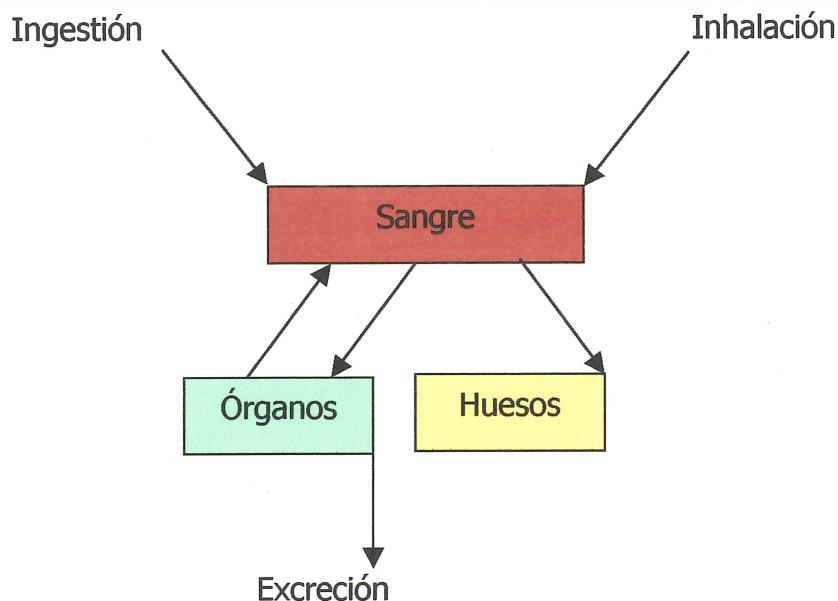 Ingestión
Inhalación
Sangre
Órganos
Huesos
Excreción